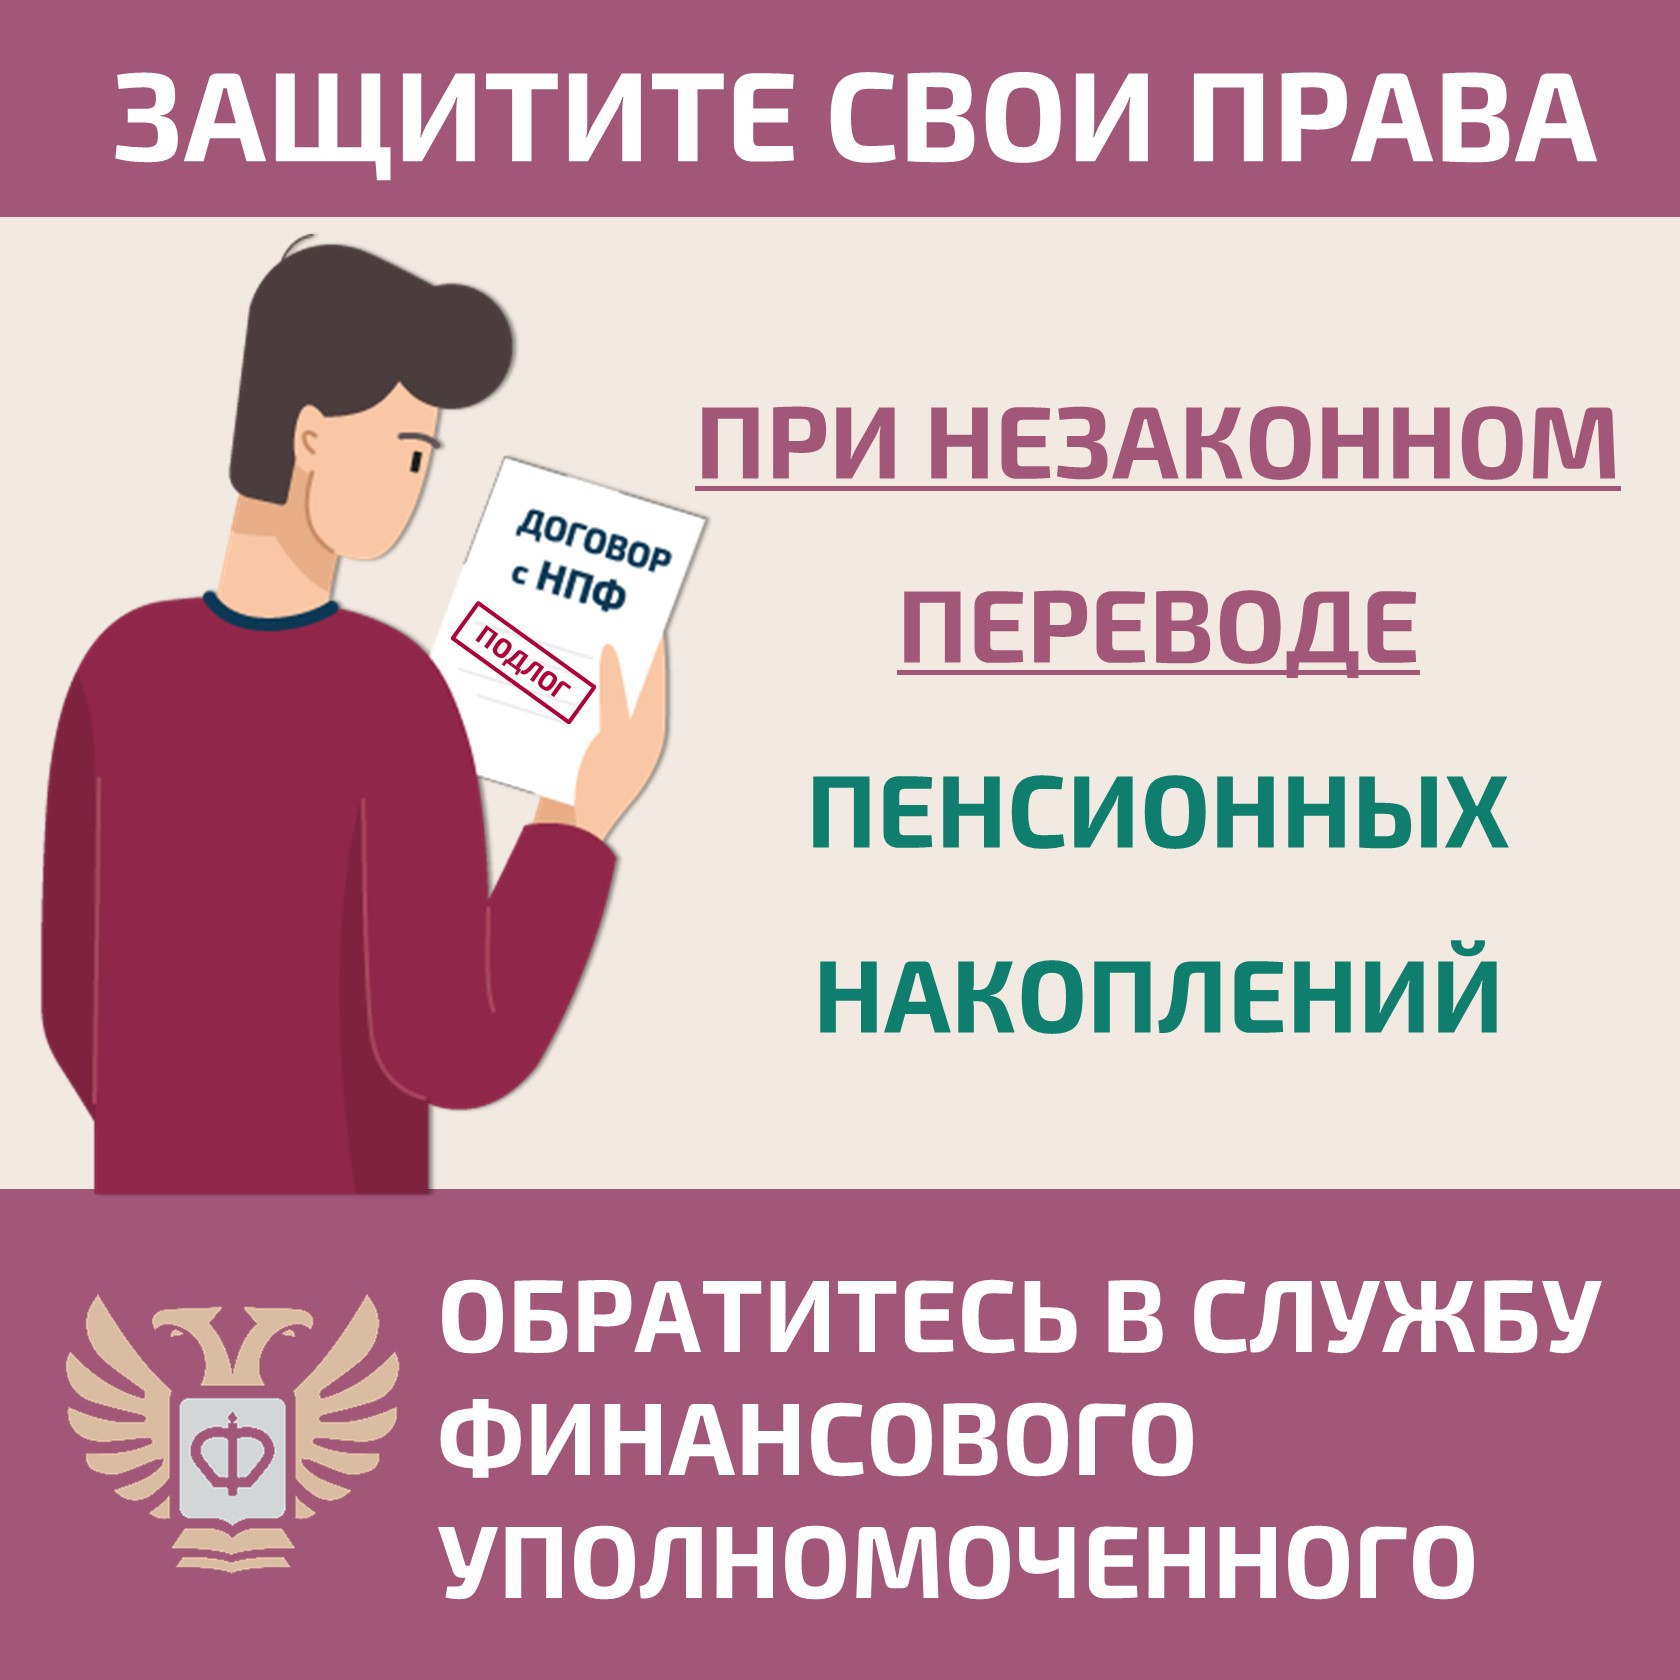 ЗАЩИТИТЕ СВОИ ПРАВА
ДОГОВОР
с НПФ
ПОДЛОГ
ПРИ НЕЗАКОННОМ
ПЕРЕВОДЕ
ПЕНСИОННЫХ
НАКОПЛЕНИЙ
Ф
ОБРАТИТЕСЬ В СЛУЖБУ
ФИНАНСОВОГО
УПОЛНОМОЧЕННОГО